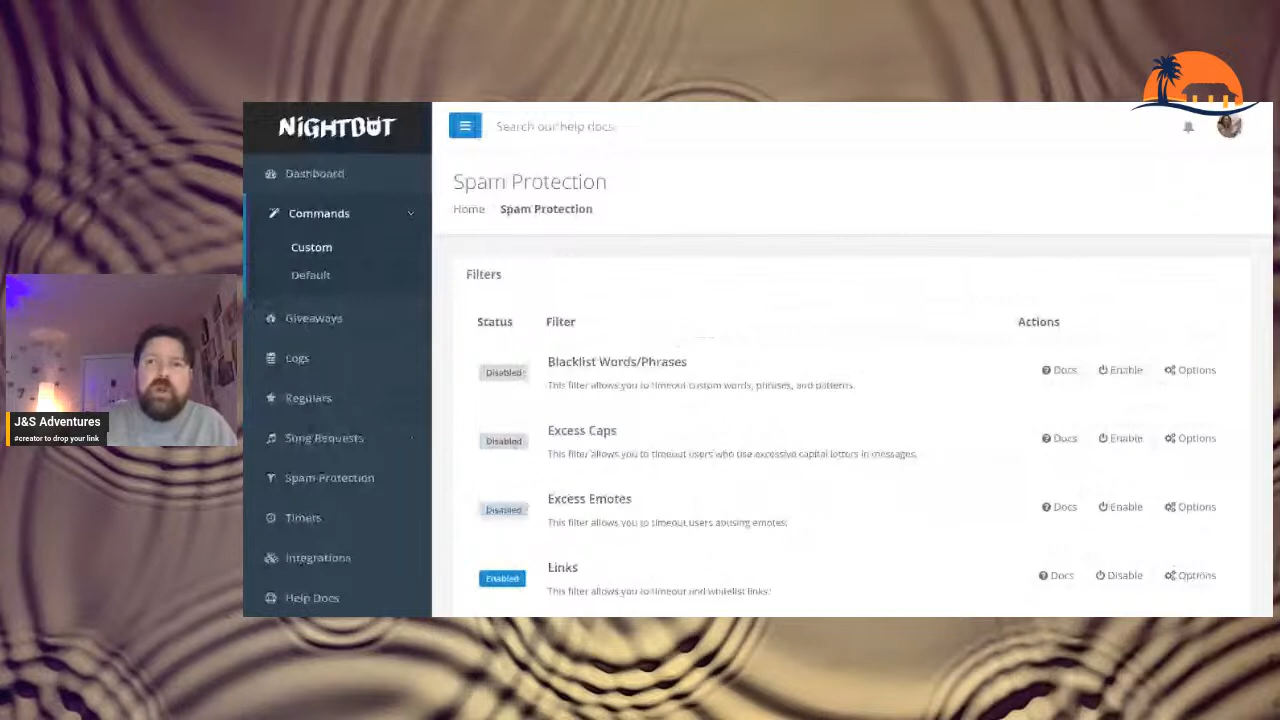 NIGHTBOT
Search our help docs.
Dashboard
Spam Protection
Commands
Home Spam Protection
Custom
Default
Filters
Giveaways
Status Filter Actions
Logs
Disabled Blacklist Words/Phrases Docs Enable Options
This filter allows you to timeout custom words, phrases, and patterns.
Regulars
Song Requests
Disabled Excess Caps Docs Enable Options
This filter allows you to timeout users who use excessive capital letters in messages.
Spam Protection
Disabled Excess Emotes Docs Enable Options
This filter allows you to timeout users abusing emotes.
Timers
Integrations
Enabled Links Docs Disable Options
This filter allows you to timeout and whitelist links.
Help Docs
J&S Adventures
#creator to drop your link